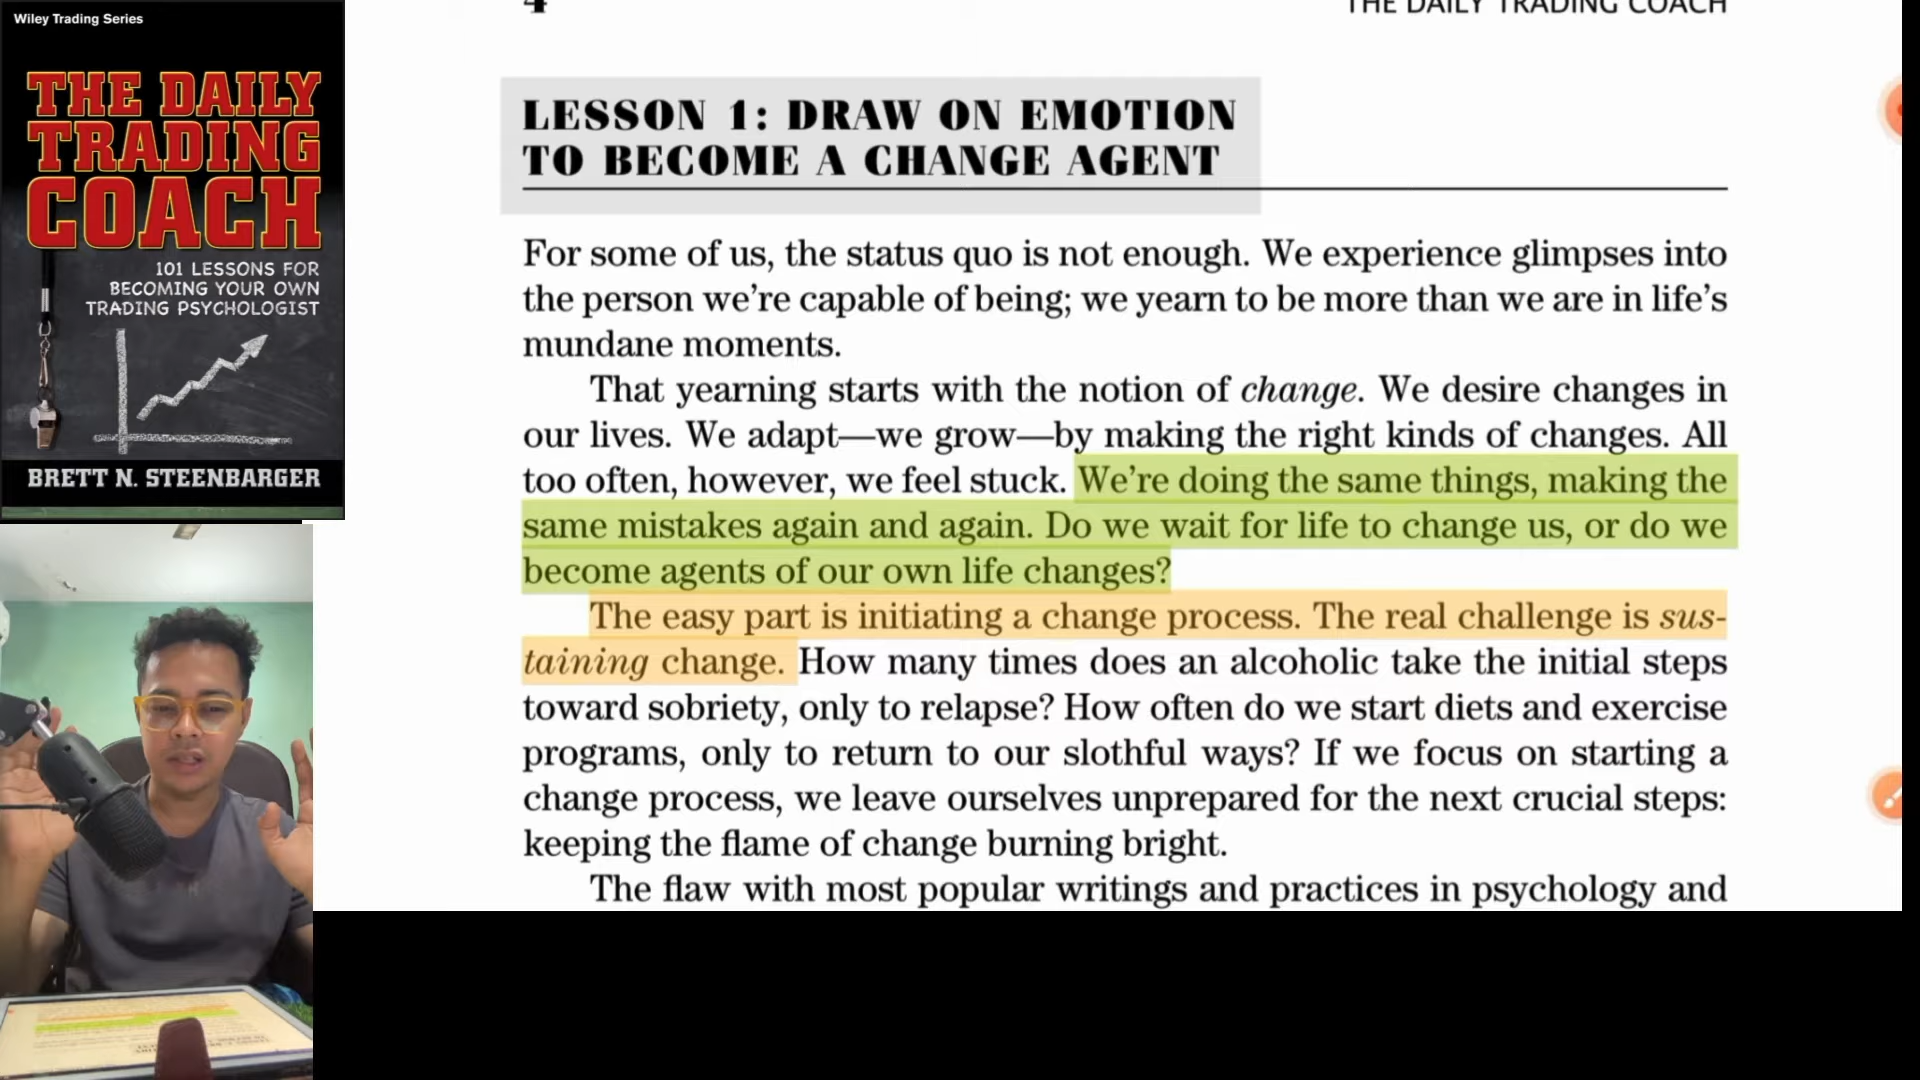 Wiley Trading Series
THE DAILY
TRADING
COACH
101 LESSONS FOR
BECOMING YOUR OWN
TRADING PSYCHOLOGIST
BRETT N. STEENBARGER
4
THE DAILY TRADING COACH
LESSON 1: DRAW ON EMOTION
TO BECOME A CHANGE AGENT
For some of us, the status quo is not enough. We experience glimpses into
the person we're capable of being; we yearn to be more than we are in life's
mundane moments.
That yearning starts with the notion of change. We desire changes in
our lives. We adapt—we grow—by making the right kinds of changes. All
too often, however, we feel stuck. We're doing the same things, making the
same mistakes again and again. Do we wait for life to change us, or do we
become agents of our own life changes?
The easy part is initiating a change process. The real challenge is sus-
taining change. How many times does an alcoholic take the initial steps
toward sobriety, only to relapse? How often do we start diets and exercise
programs, only to return to our slothful ways? If we focus on starting a
change process, we leave ourselves unprepared for the next crucial steps:
keeping the flame of change burning bright.
The flaw with most popular writings and practices in psychology and